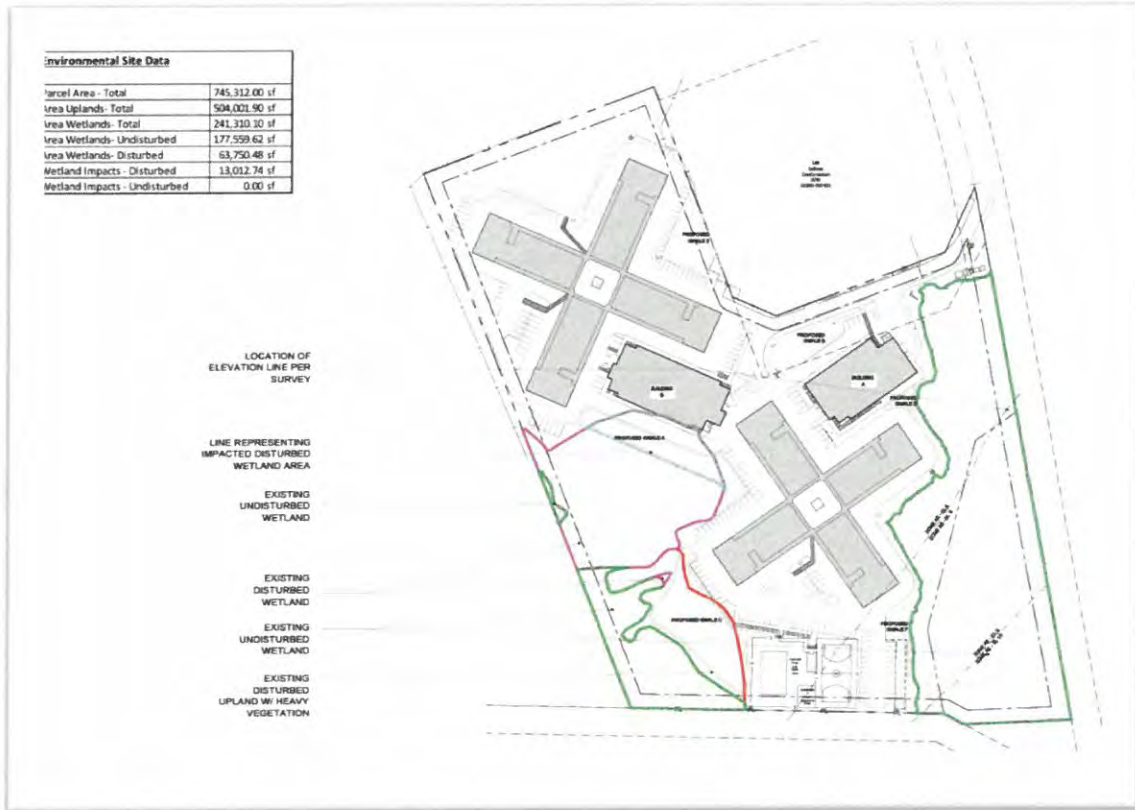 Environmental Site Data
Parcel Area - Total 745,312.00 sf
Area Uplands- Total 504,001.90 sf
Area Wetlands- Total 241,310.10 sf
Area Wetlands- Undisturbed 177,559.62 sf
Area Wetlands- Disturbed 63,750.48 sf
Wetland Impacts - Disturbed 13,012.74 sf
Wetland Impacts - Undisturbed 0.00 sf
LOCATION OF
ELEVATION LINE PER
SURVEY
LINE REPRESENTING
IMPACTED DISTURBED
WETLAND AREA
EXISTING
UNDISTURBED
WETLAND
EXISTING
DISTURBED
WETLAND
EXISTING
UNDISTURBED
WETLAND
EXISTING
DISTURBED
UPLAND W/ HEAVY
VEGETATION
PROPOSED
PROPOSED
BUILDING
A
PROPOSED
BUILDING
B
PROPOSED SWALE A
PROPOSED SWALE C
PROPOSED